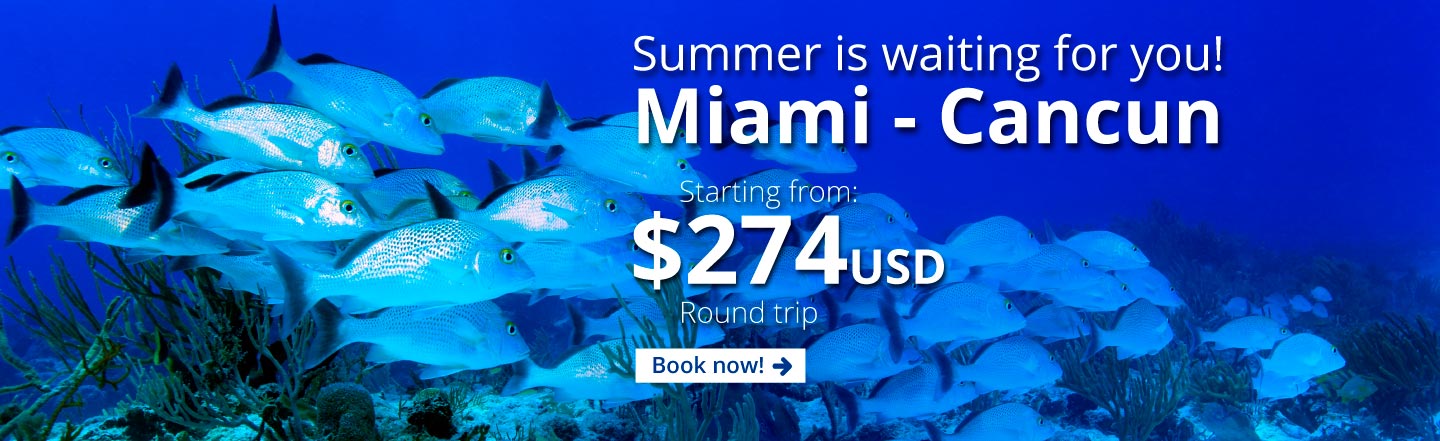 Summer is waiting for you!
Miami - Cancun
Starting from:
$274USD
Round trip
Book now! →